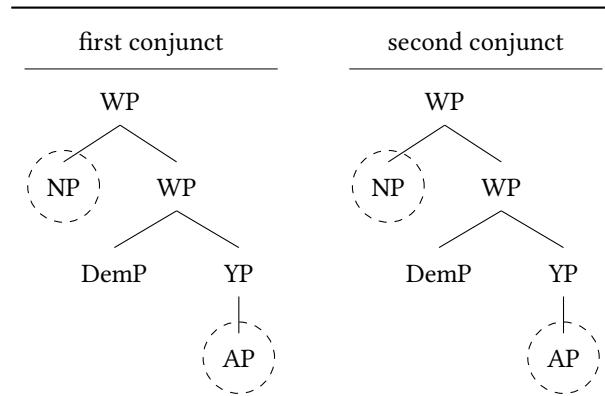 first conjunct second conjunct
WP WP
NP WP NP WP
DemP YP DemP YP
AP AP